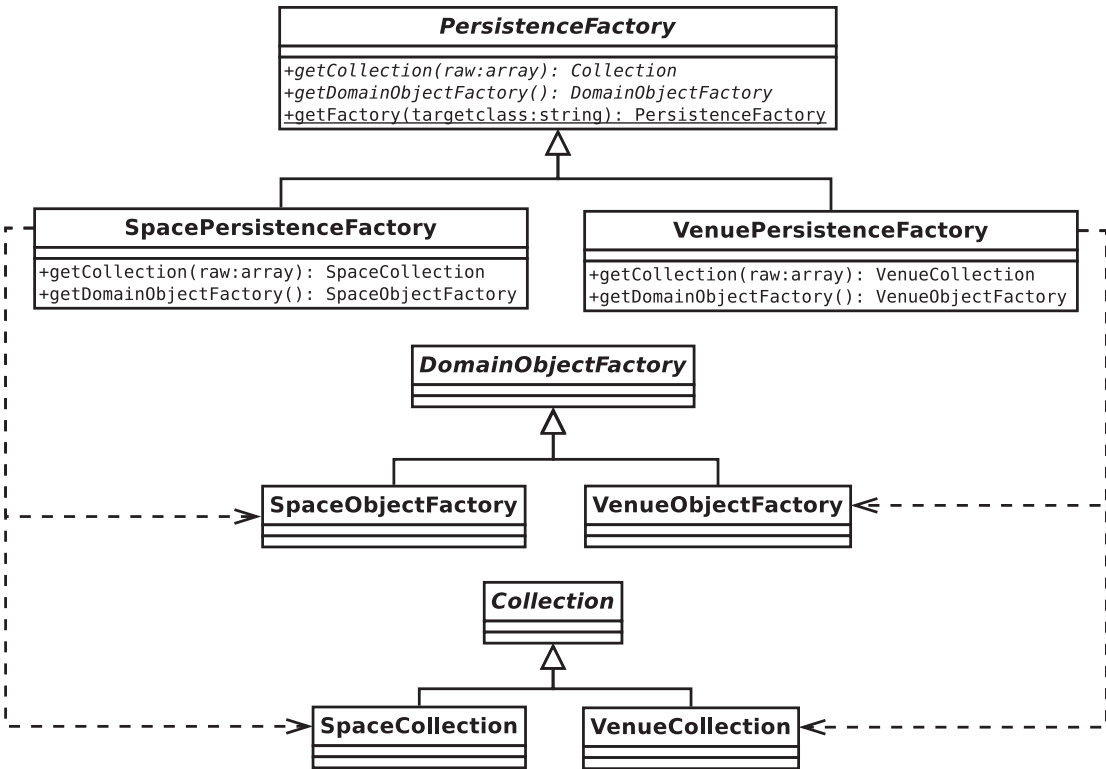 PersistenceFactory
+getCollection(raw:array): Collection
+getDomainObjectFactory(): DomainObjectFactory
+getFactory(targetclass:string): PersistenceFactory
SpacePersistenceFactory
+getCollection(raw:array): SpaceCollection
+getDomainObjectFactory(): SpaceObjectFactory
VenuePersistenceFactory
+getCollection(raw:array): VenueCollection
+getDomainObjectFactory(): VenueObjectFactory
DomainObjectFactory
SpaceObjectFactory
VenueObjectFactory
Collection
SpaceCollection
VenueCollection